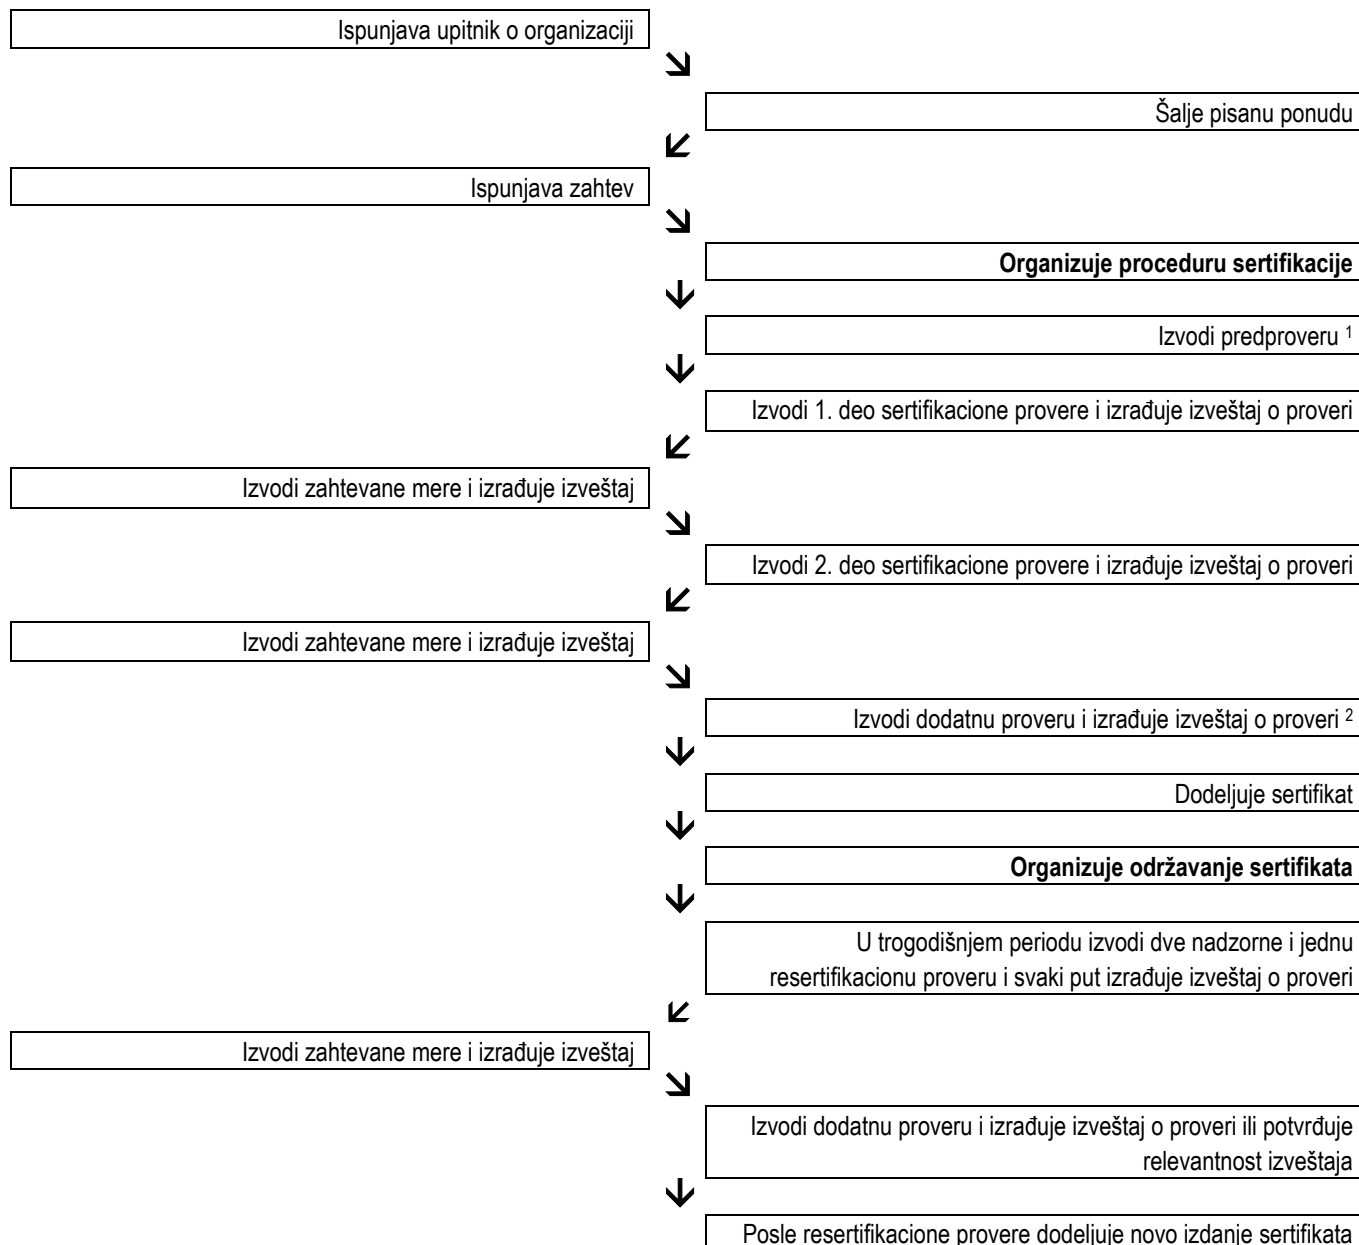 Ispunjava upitnik o organizaciji
Šalje pisanu ponudu
Ispunjava zahtev
Organizuje proceduru sertifikacije
Izvodi predproveru 1
Izvodi 1. deo sertifikacione provere i izrađuje izveštaj o proveri
Izvodi zahtevane mere i izrađuje izveštaj
Izvodi 2. deo sertifikacione provere i izrađuje izveštaj o proveri
Izvodi zahtevane mere i izrađuje izveštaj
Izvodi dodatnu proveru i izrađuje izveštaj o proveri 2
Dodeljuje sertifikat
Organizuje održavanje sertifikata
U trogodišnjem periodu izvodi dve nadzorne i jednu
resertifikacionu proveru i svaki put izrađuje izveštaj o proveri
Izvodi zahtevane mere i izrađuje izveštaj
Izvodi dodatnu proveru i izrađuje izveštaj o proveri ili potvrđuje
relevantnost izveštaja
Posle resertifikacione provere dodeljuje novo izdanje sertifikata